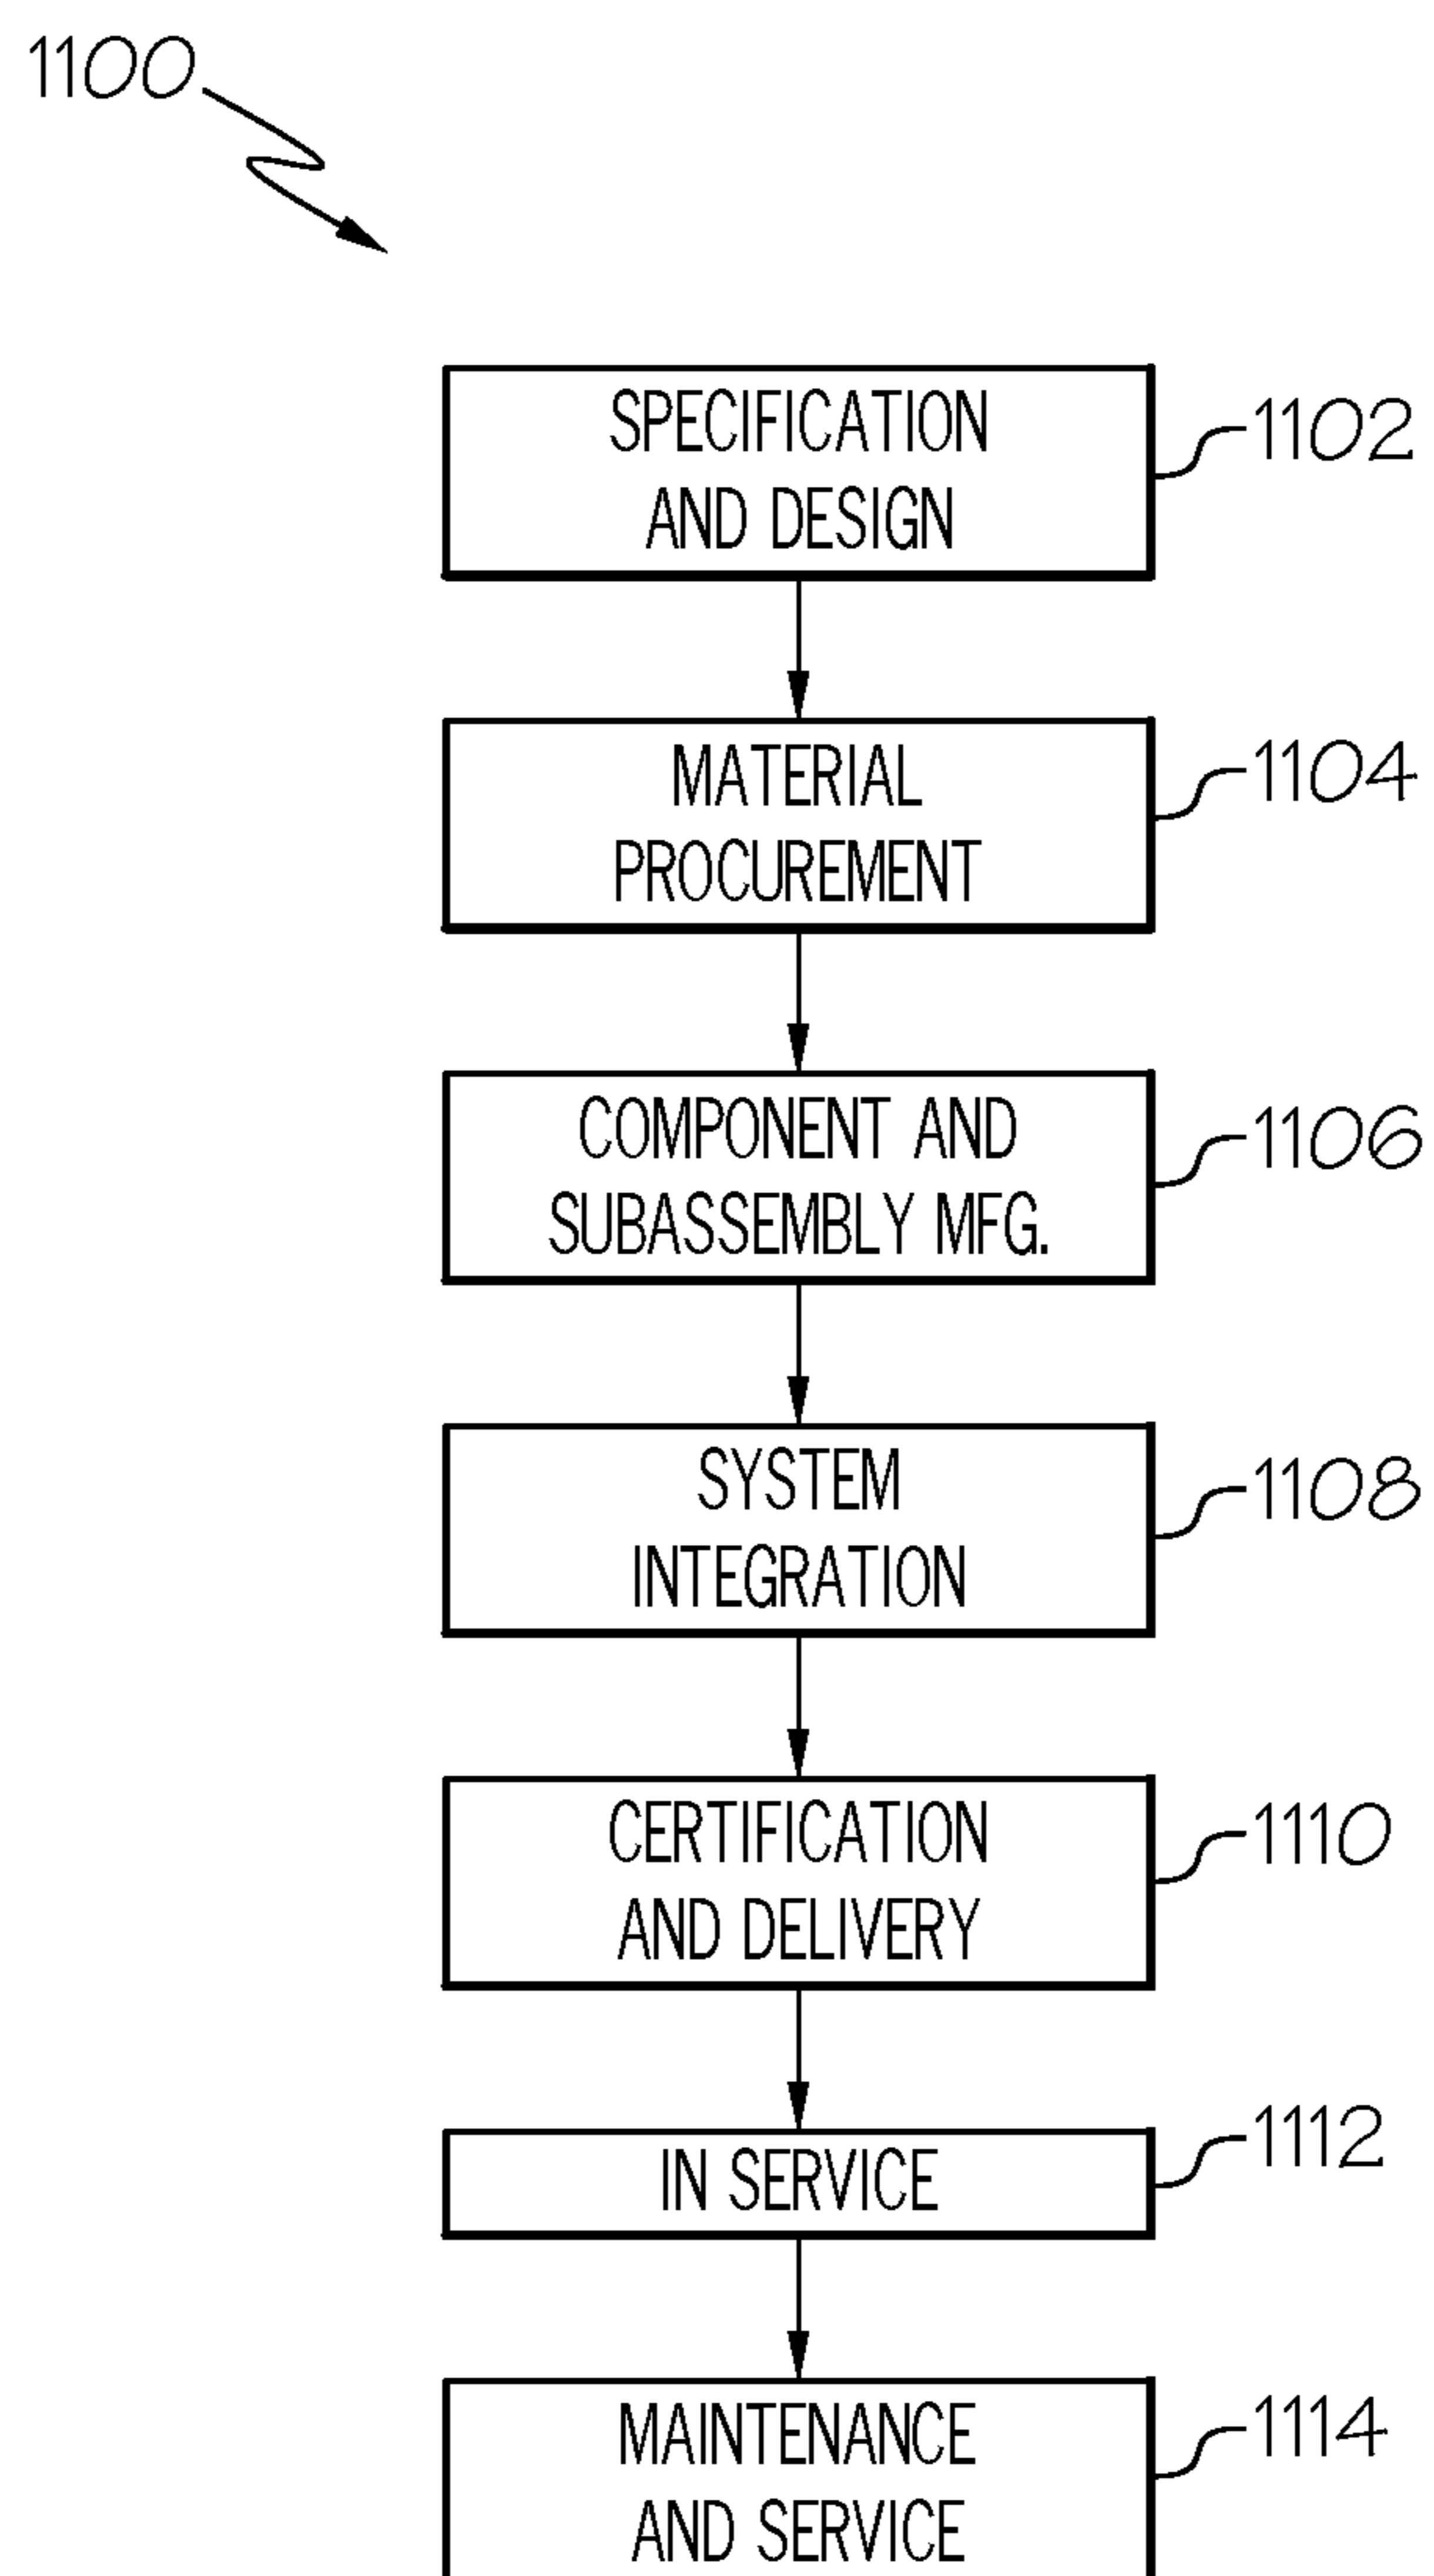 1100
SPECIFICATION
AND DESIGN
1102
MATERIAL
PROCUREMENT
1104
COMPONENT AND
SUBASSEMBLY MFG.
1106
SYSTEM
INTEGRATION
1108
CERTIFICATION
AND DELIVERY
1110
IN SERVICE
1112
MAINTENANCE
AND SERVICE
1114